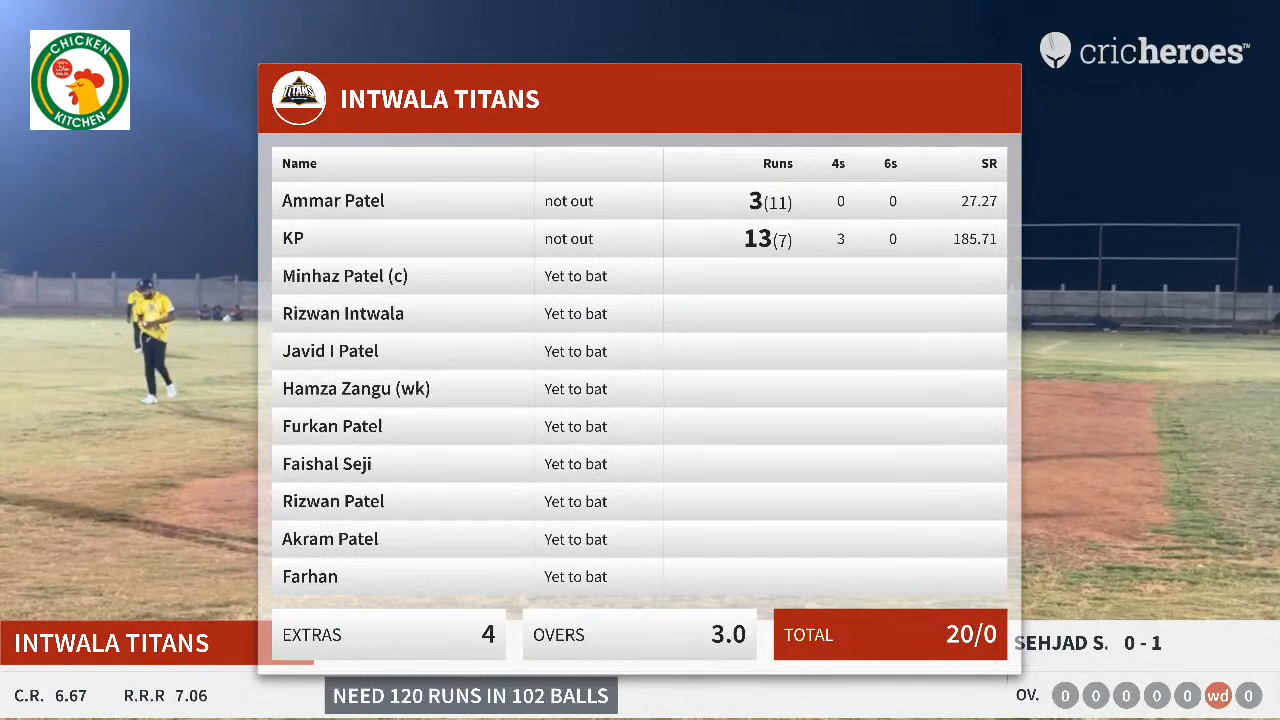 CHICKEN
100%
HALAL
KITCHEN
cricheroes™
TITANS
INTWALA TITANS
Name Runs 4s 6s SR
Ammar Patel not out 3(11) 0 0 27.27
KP not out 13(7) 3 0 185.71
Minhaz Patel (c) Yet to bat
Rizwan Intwala Yet to bat
Javid I Patel Yet to bat
Hamza Zangu (wk) Yet to bat
Furkan Patel Yet to bat
Faishal Seji Yet to bat
Rizwan Patel Yet to bat
Akram Patel Yet to bat
Farhan Yet to bat
EXTRAS 4 OVERS 3.0 TOTAL 20/0
INTWALA TITANS SEHJAD S. 0 - 1
C.R. 6.67 R.R.R 7.06 NEED 120 RUNS IN 102 BALLS OV. 0 0 0 0 0 wd 0